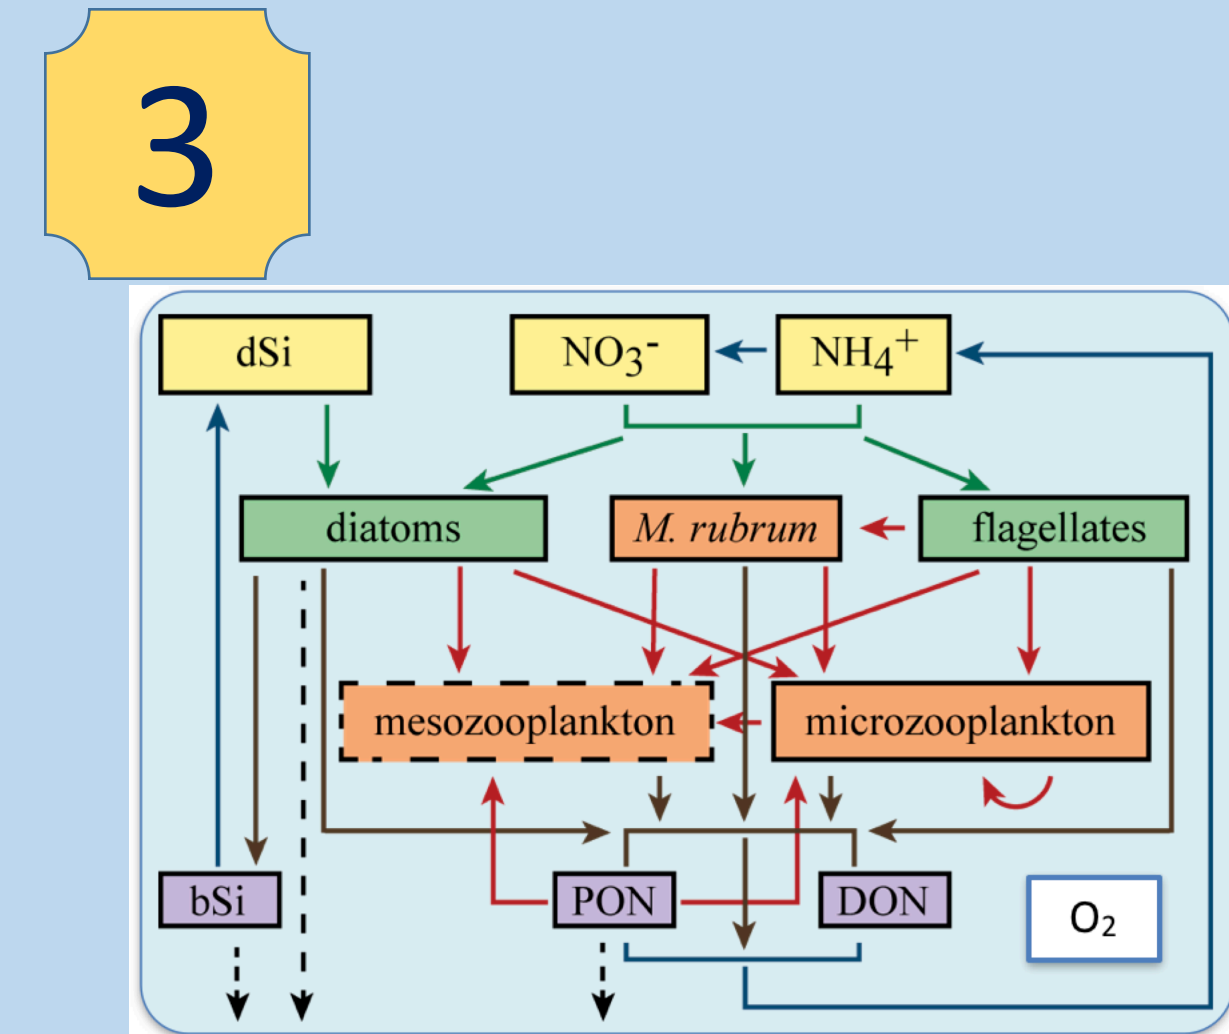 3
dSi
NO₃⁻
NH₄⁺
diatoms
M. rubrum
flagellates
mesozooplankton
microzooplankton
bSi
PON
DON
O₂